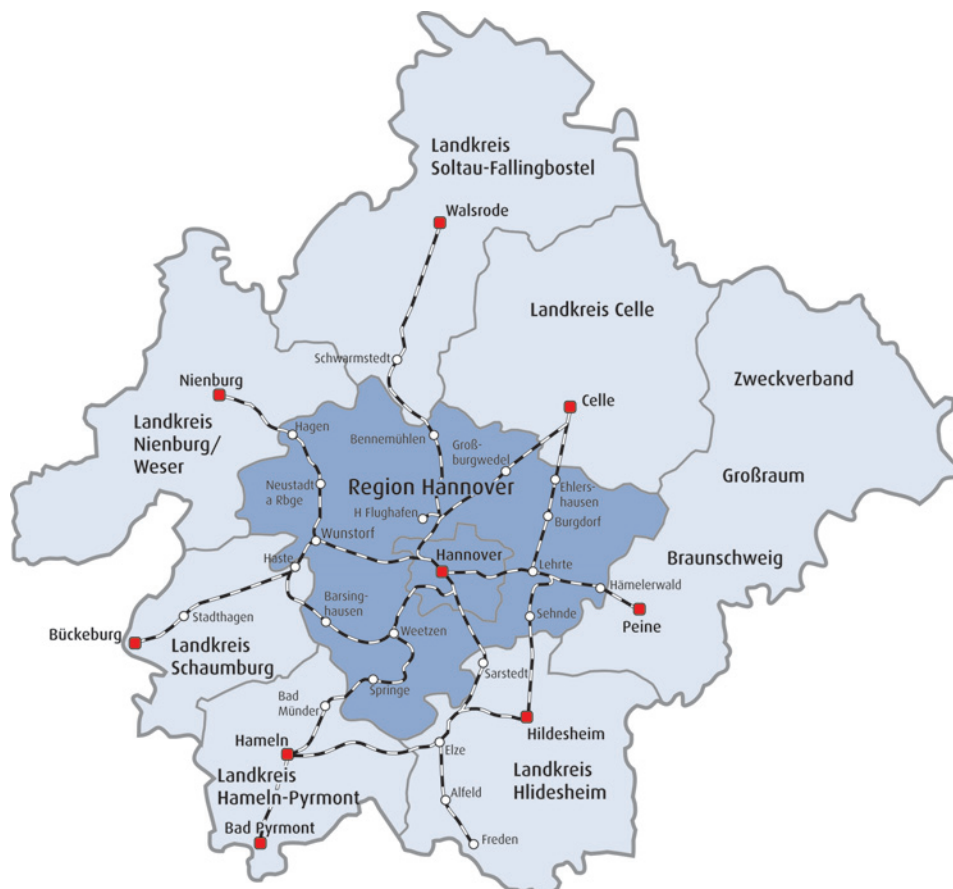 Landkreis
Soltau-Fallingbostel
Walsrode
Landkreis Celle
Schwarmstedt
Zweckverband
Nienburg
Celle
Landkreis
Nienburg/
Weser
Hagen
Bennemühlen
Groß-
burgwedel
Großraum
Neustadt
a Rbge
Region Hannover
Ehlers-
hausen
H Flughafen
Burgdorf
Wunstorf
Hannover
Braunschweig
Haste
Lehrte
Hämelerwald
Barsing-
hausen
Stadthagen
Sehnde
Peine
Bückeburg
Weetzen
Landkreis
Schaumburg
Sarstedt
Springe
Bad
Münder
Hildesheim
Hameln
Elze
Landkreis
Hlidesheim
Landkreis
Hameln-Pyrmont
Alfeld
Bad Pyrmont
Freden